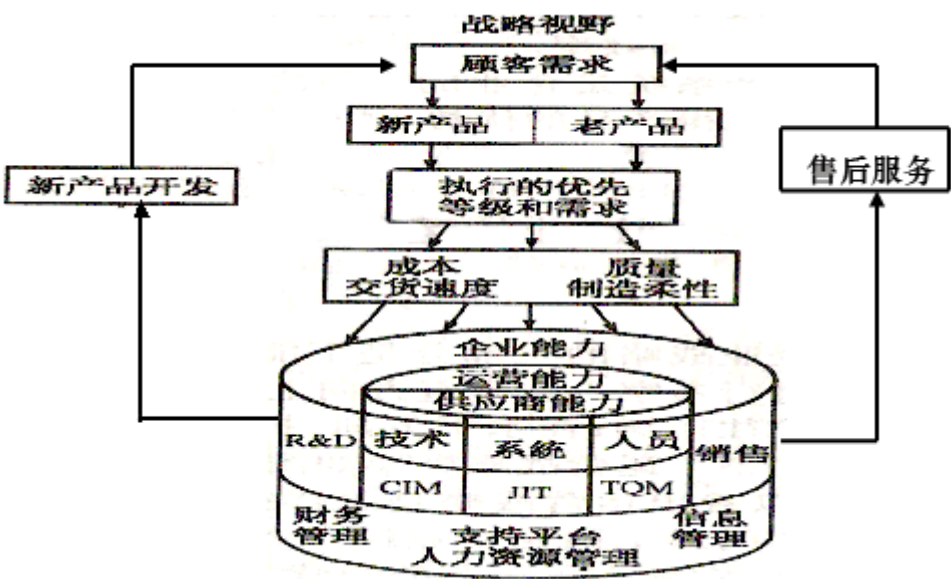 战略视野
顾客需求
新产品 老产品
新产品开发
售后服务
执行的优先
等级和需求
成本 质量
交货速度 制造柔性
企业能力
运营能力
供应商能力
R&D 技术 系统 人员 销售
CIM JIT TQM
财务 信息
管理 支持平台 管理
人力资源管理